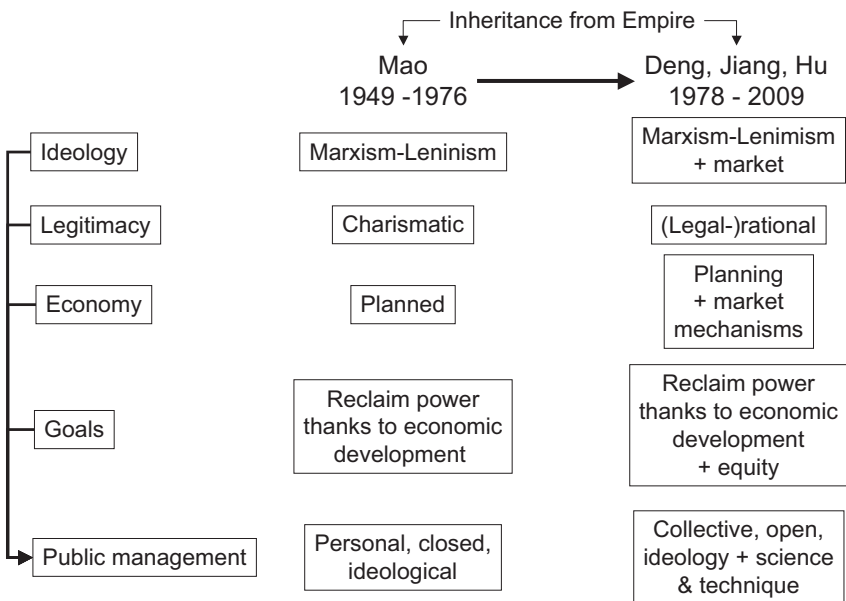 Inheritance from Empire
Mao
1949 -1976
Deng, Jiang, Hu
1978 - 2009
Ideology
Marxism-Leninism
Marxism-Lenimism
+ market
Legitimacy
Charismatic
(Legal-)rational
Economy
Planned
Planning
+ market
mechanisms
Goals
Reclaim power
thanks to economic
development
Reclaim power
thanks to economic
development
+ equity
Public management
Personal, closed,
ideological
Collective, open,
ideology + science
& technique